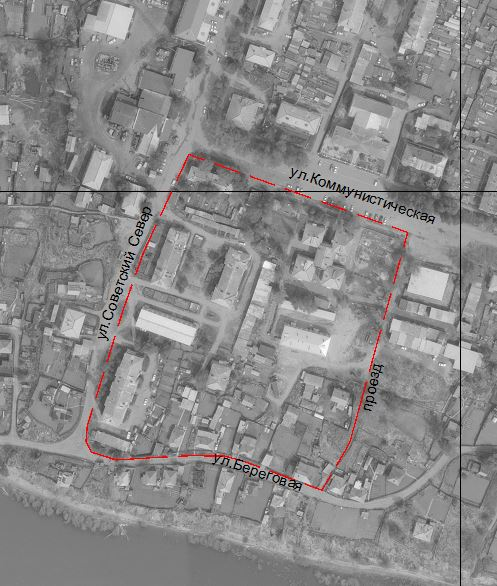 ул.Коммунистическая
ул.Советский Север
проезд
ул.Береговая